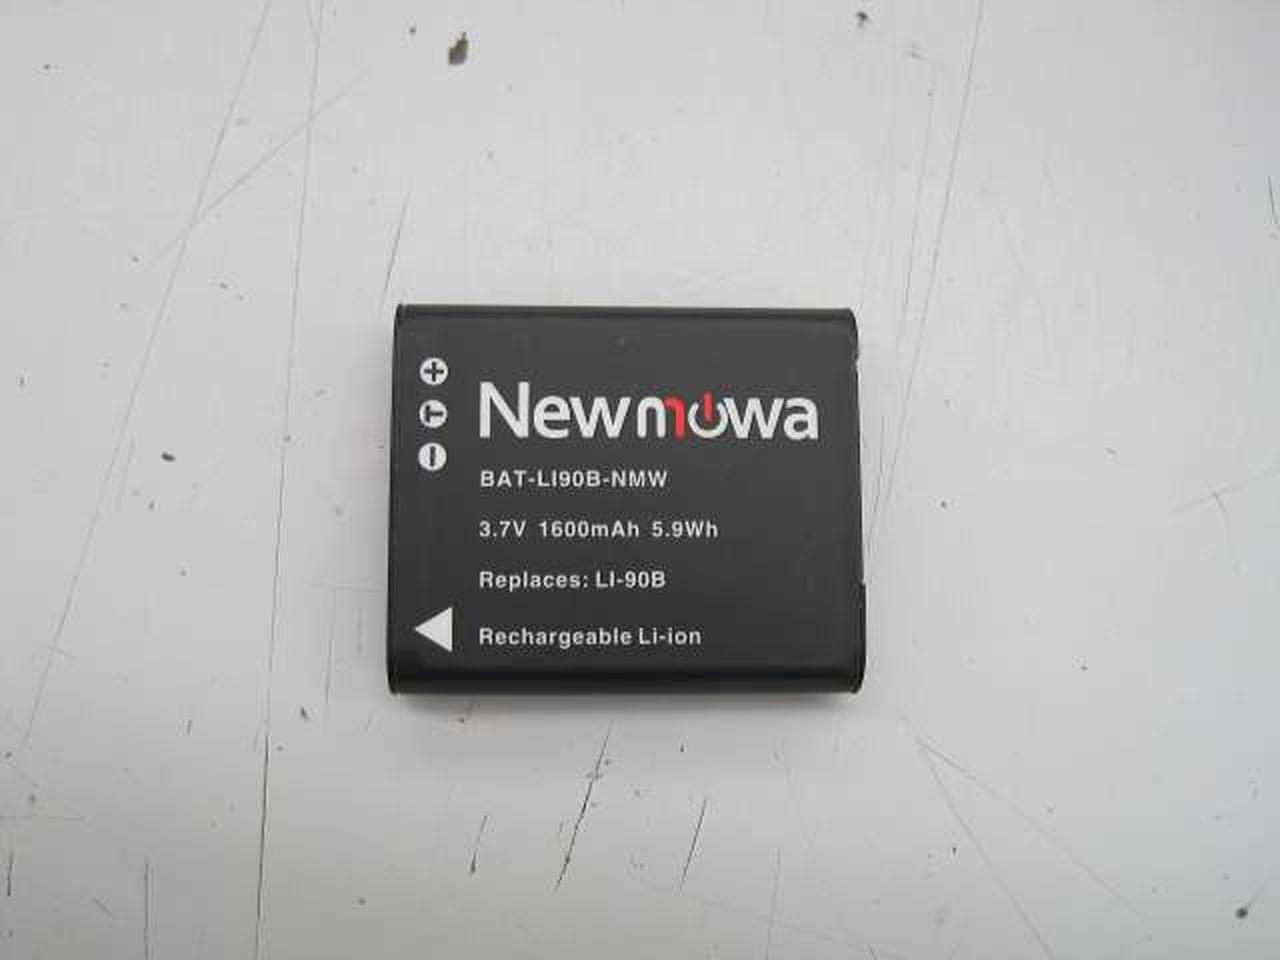 Newmowa
BAT-LI90B-NMW
3.7V 1600mAh 5.9Wh
Replaces: LI-90B
Rechargeable Li-ion
+
T
-